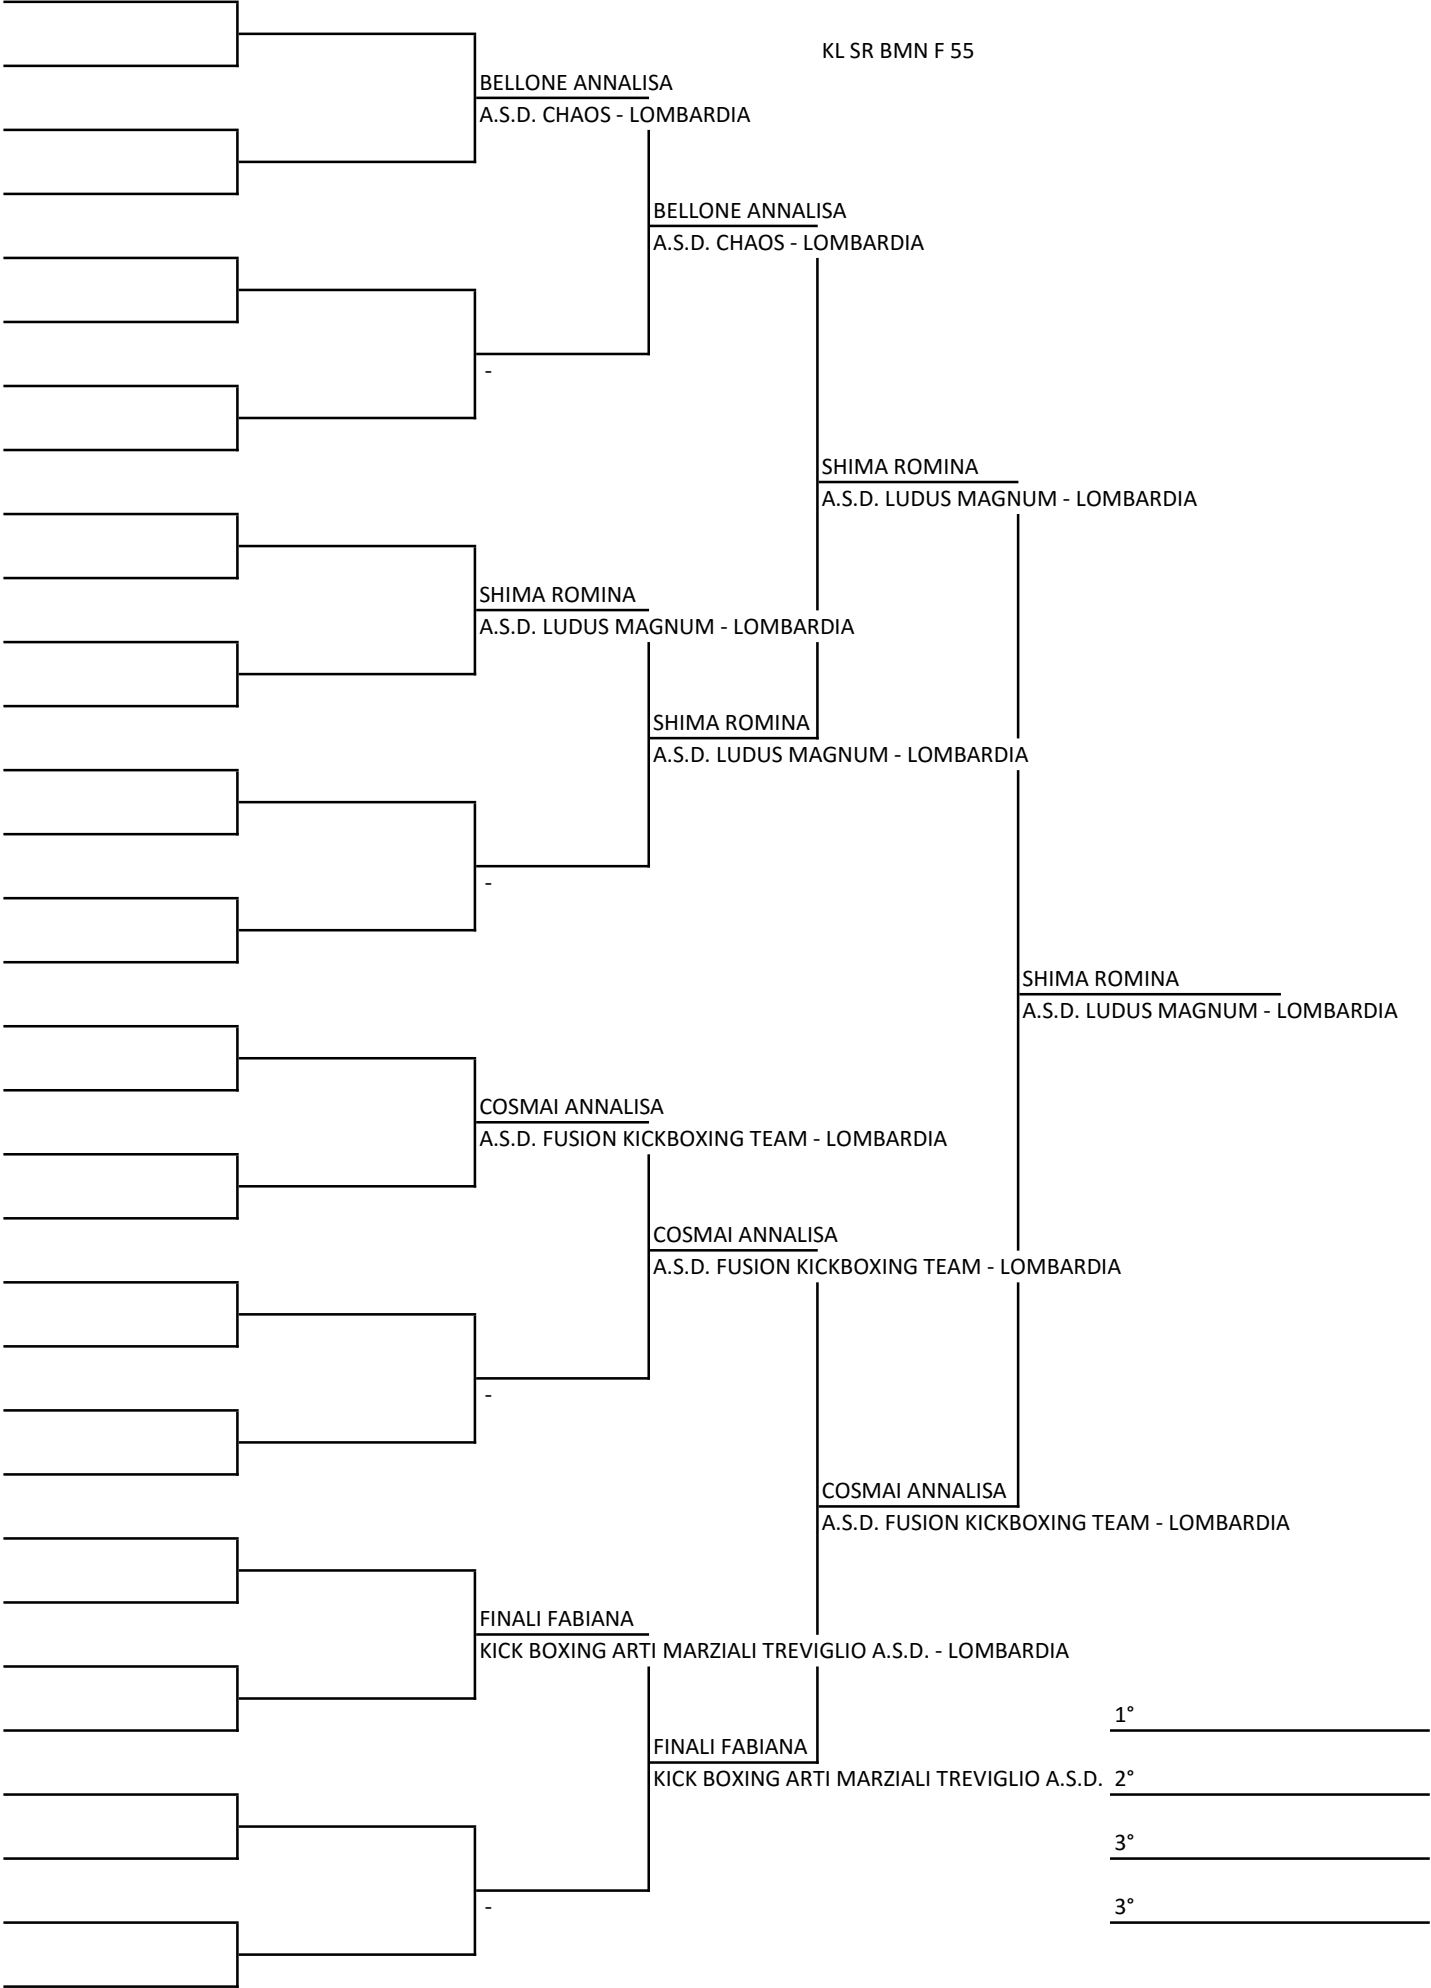 KL SR BMN F 55
BELLONE ANNALISA
A.S.D. CHAOS - LOMBARDIA
BELLONE ANNALISA
A.S.D. CHAOS - LOMBARDIA
-
SHIMA ROMINA
A.S.D. LUDUS MAGNUM - LOMBARDIA
SHIMA ROMINA
A.S.D. LUDUS MAGNUM - LOMBARDIA
SHIMA ROMINA
A.S.D. LUDUS MAGNUM - LOMBARDIA
-
SHIMA ROMINA
A.S.D. LUDUS MAGNUM - LOMBARDIA
COSMAI ANNALISA
A.S.D. FUSION KICKBOXING TEAM - LOMBARDIA
COSMAI ANNALISA
A.S.D. FUSION KICKBOXING TEAM - LOMBARDIA
-
COSMAI ANNALISA
A.S.D. FUSION KICKBOXING TEAM - LOMBARDIA
FINALI FABIANA
KICK BOXING ARTI MARZIALI TREVIGLIO A.S.D. - LOMBARDIA
1°
FINALI FABIANA
KICK BOXING ARTI MARZIALI TREVIGLIO A.S.D. 2°
3°
-
3°